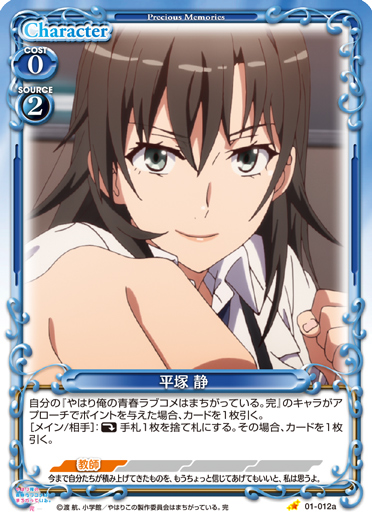 Precious Memories
Character
COST
0
SOURCE
2
平塚 静
自分の『やはり俺の青春ラブコメはまちがっている。完』のキャラがア
プローチでポイントを与えた場合、カードを1枚引く。
[メイン/相手]: 手札1枚を捨て札にする。その場合、カードを1枚
引く。
教師
今まで自分たちが積み上げてきたものを、もうちょっと信じてあげてもいいと、私は思うよ。
01-012a
©渡 航、小学館／やはりこの製作委員会はまちがっている。完